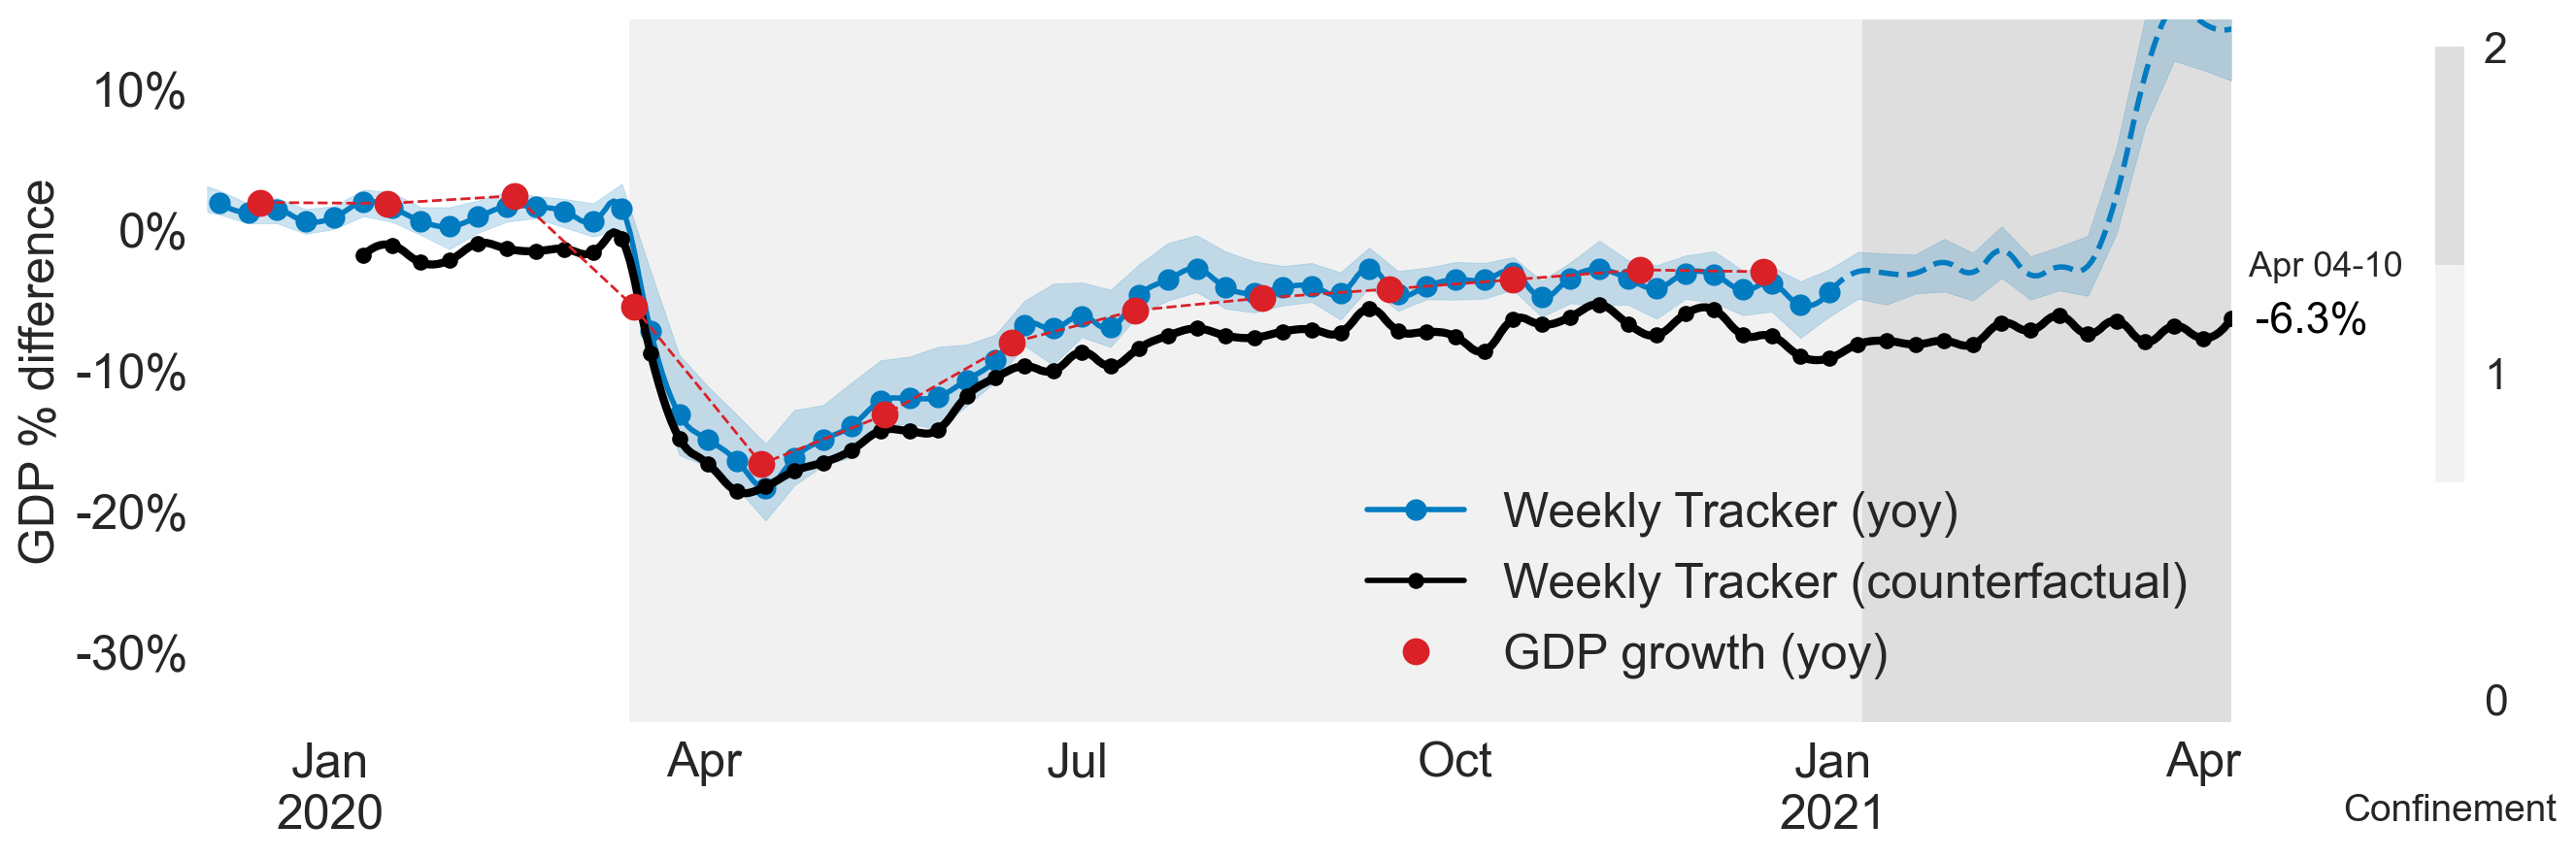 GDP % difference
10%
0%
-10%
-20%
-30%
Jan
2020
Apr
Jul
Oct
Jan
2021
Apr
Weekly Tracker (yoy)
Weekly Tracker (counterfactual)
GDP growth (yoy)
Apr 04-10
-6.3%
2
1
0
Confinement